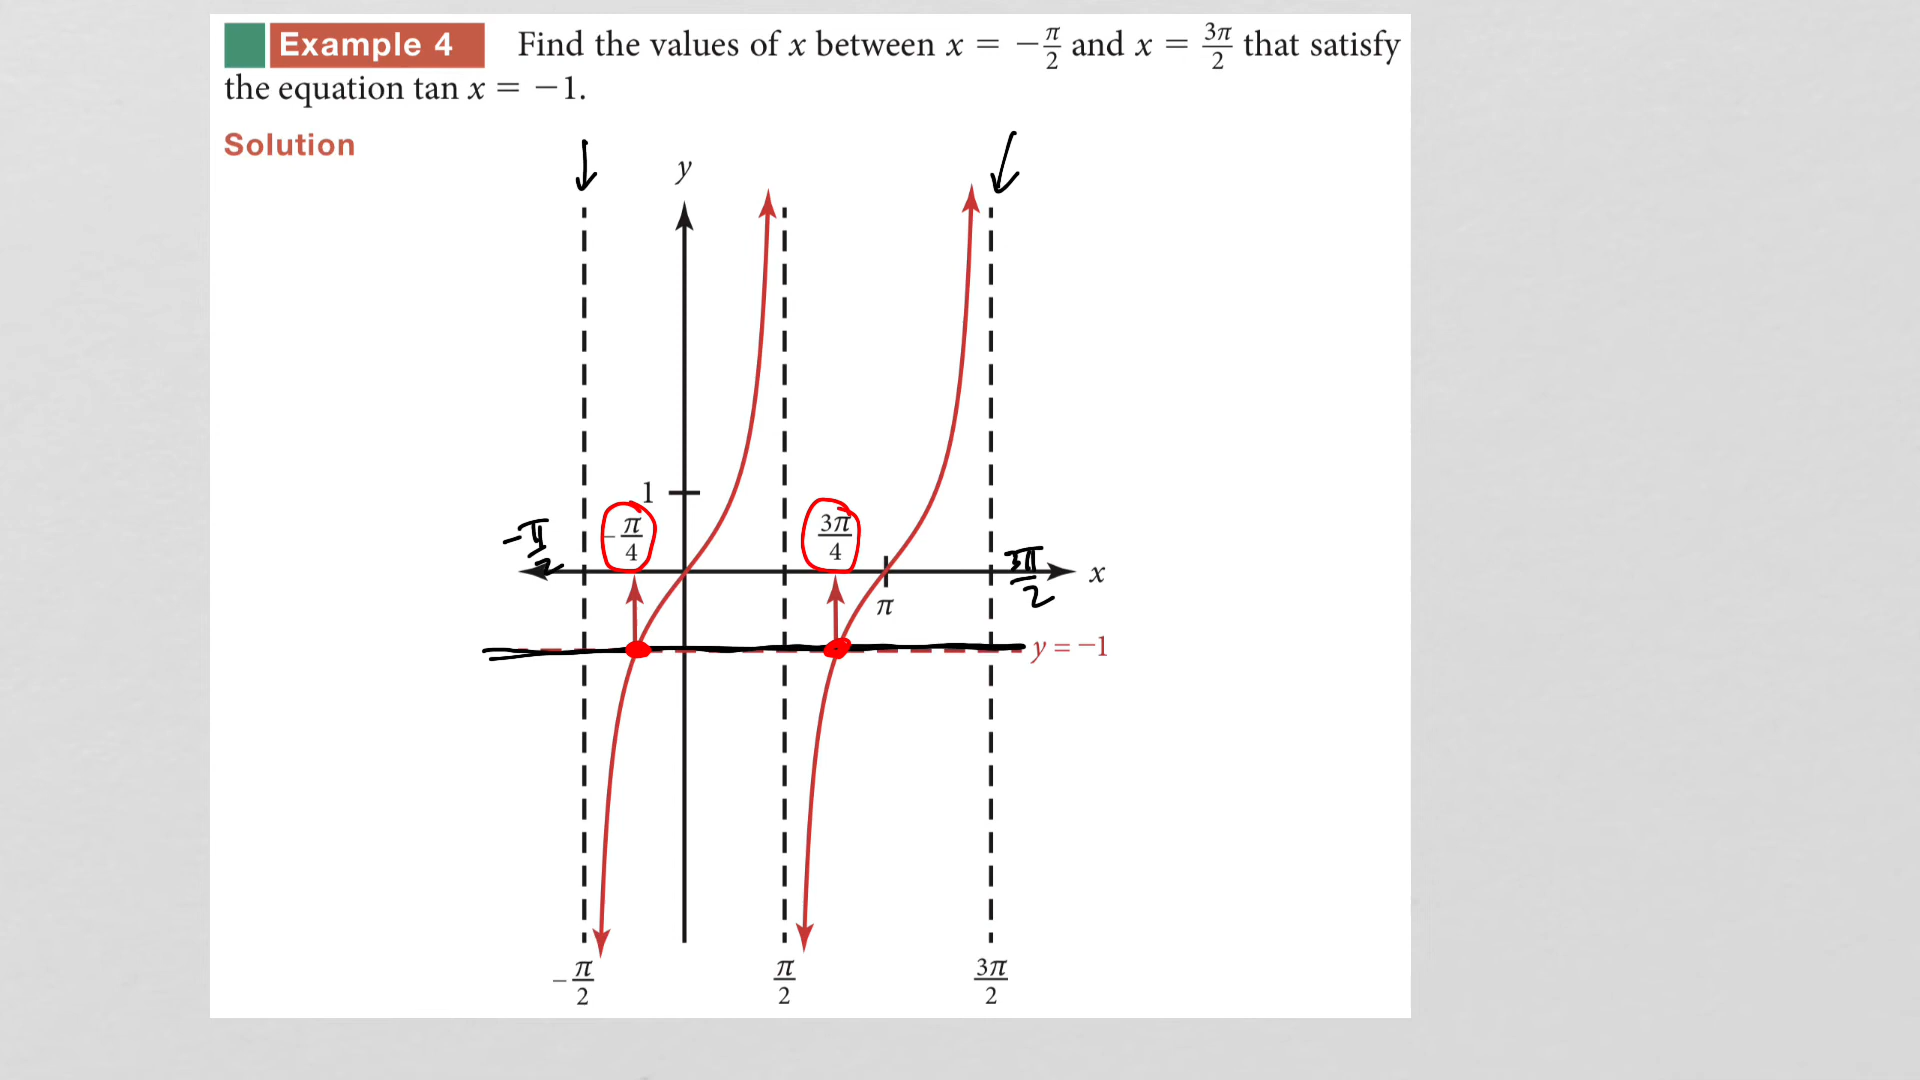 Example 4 Find the values of x between x = −π/2 and x = 3π/2 that satisfy
the equation tan x = −1.
Solution
y
1
−π/2
−π/4
3π/4
3π/2
x
π
y = −1
−π/2
π/2
3π/2